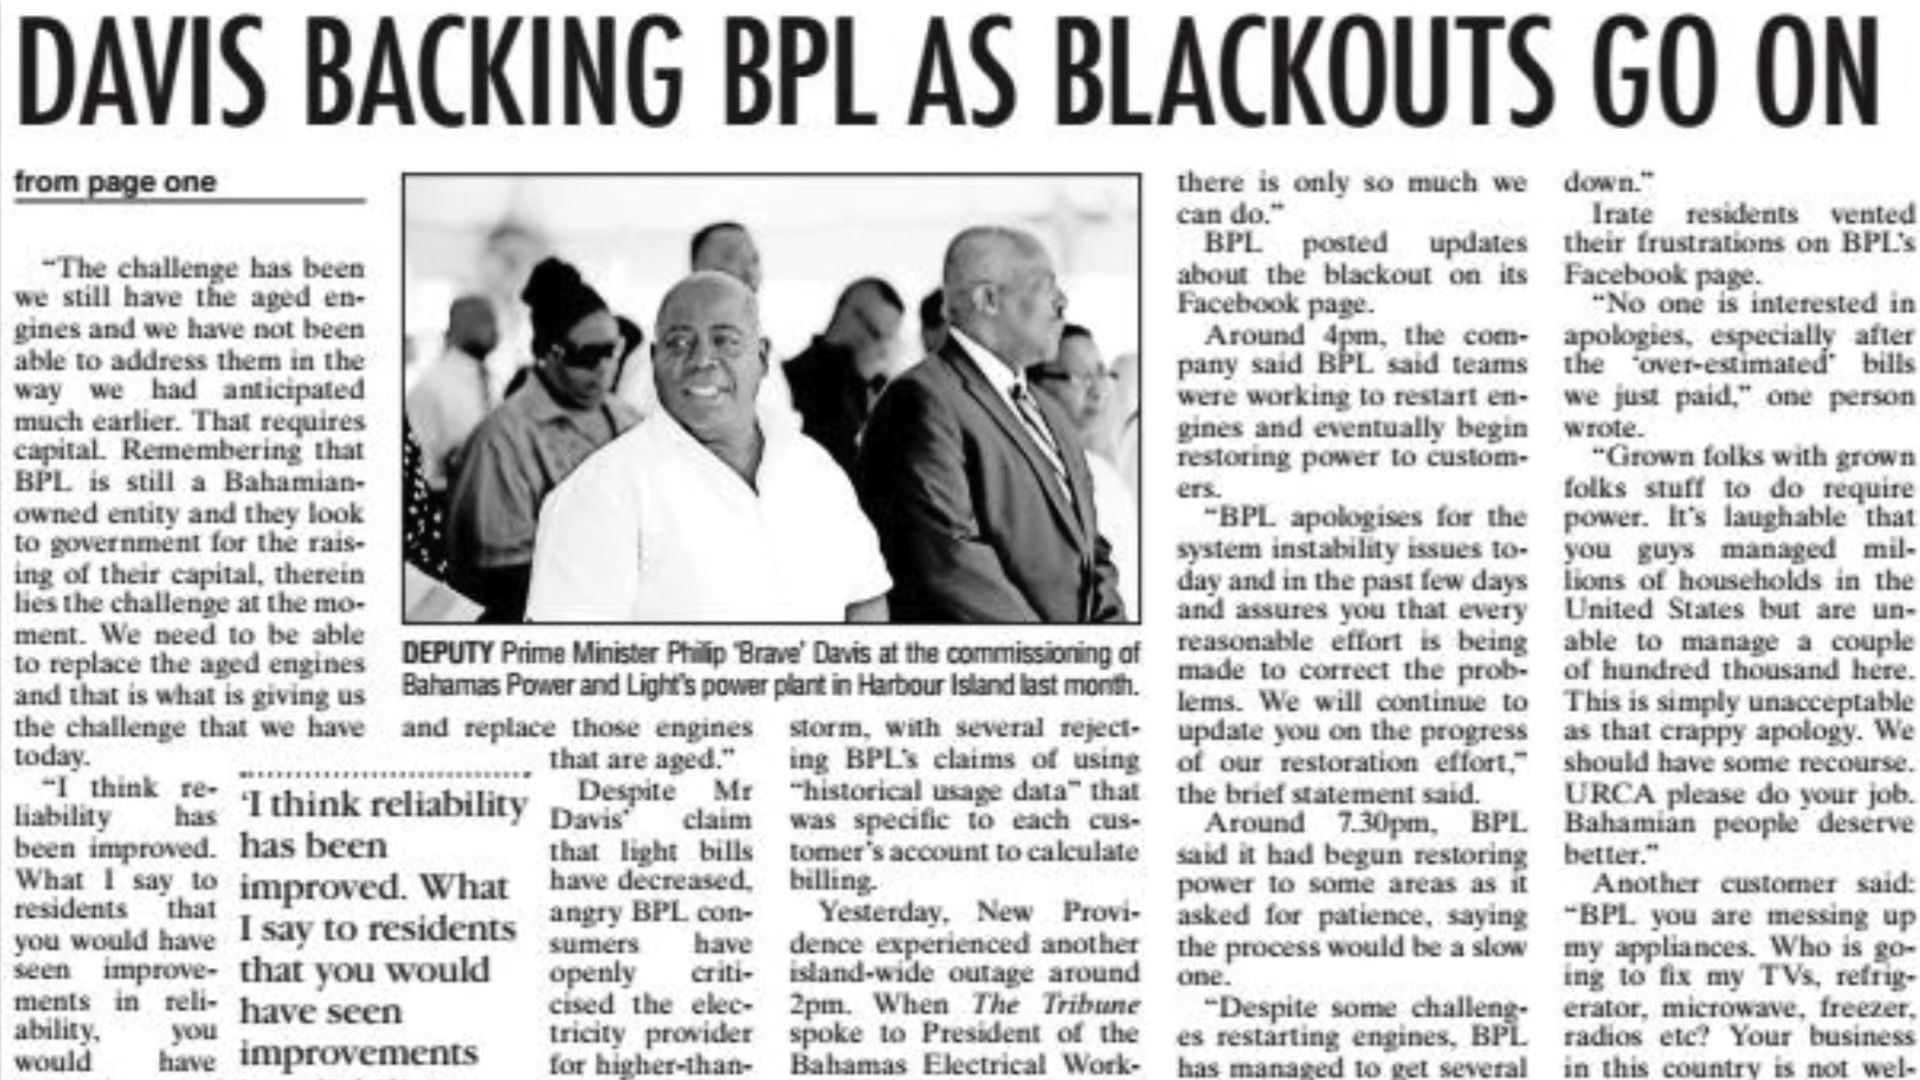 DAVIS BACKING BPL AS BLACKOUTS GO ON
from page one
"The challenge has been
we still have the aged en-
gines and we have not been
able to address them in the
way we had anticipated
much earlier. That requires
capital. Remembering that
BPL is still a Bahamian-
owned entity and they look
to government for the rais-
ing of their capital, therein
lies the challenge at the mo-
ment. We need to be able
to replace the aged engines
and that is what is giving us
the challenge that we have
today.
"I think re-
liability has
been improved.
What I say to
residents that
you would have
seen improve-
ments in reli-
ability, you
would have
'I think reliability
has been
improved. What
I say to residents
that you would
have seen
improvements
DEPUTY Prime Minister Philip 'Brave' Davis at the commissioning of
Bahamas Power and Light's power plant in Harbour Island last month.
and replace those engines
that are aged."
Despite Mr
Davis' claim
that light bills
have decreased,
angry BPL con-
sumers have
openly criti-
cised the elec-
tricity provider
for higher-than-
storm, with several reject-
ing BPL's claims of using
"historical usage data" that
was specific to each cus-
tomer's account to calculate
billing.
Yesterday, New Provi-
dence experienced another
island-wide outage around
2pm. When The Tribune
spoke to President of the
Bahamas Electrical Work-
there is only so much we
can do."
BPL posted updates
about the blackout on its
Facebook page.
Around 4pm, the com-
pany said BPL said teams
were working to restart en-
gines and eventually begin
restoring power to custom-
ers.
"BPL apologises for the
system instability issues to-
day and in the past few days
and assures you that every
reasonable effort is being
made to correct the prob-
lems. We will continue to
update you on the progress
of our restoration effort,"
the brief statement said.
Around 7.30pm, BPL
said it had begun restoring
power to some areas as it
asked for patience, saying
the process would be a slow
one.
"Despite some challeng-
es restarting engines, BPL
has managed to get several
down."
Irate residents vented
their frustrations on BPL's
Facebook page.
"No one is interested in
apologies, especially after
the 'over-estimated' bills
we just paid," one person
wrote.
"Grown folks with grown
folks stuff to do require
power. It's laughable that
you guys managed mil-
lions of households in the
United States but are un-
able to manage a couple
of hundred thousand here.
This is simply unacceptable
as that crappy apology. We
should have some recourse.
URCA please do your job.
Bahamian people deserve
better."
Another customer said:
"BPL you are messing up
my appliances. Who is go-
ing to fix my TVs, refrig-
erator, microwave, freezer,
radios etc? Your business
in this country is not wel-